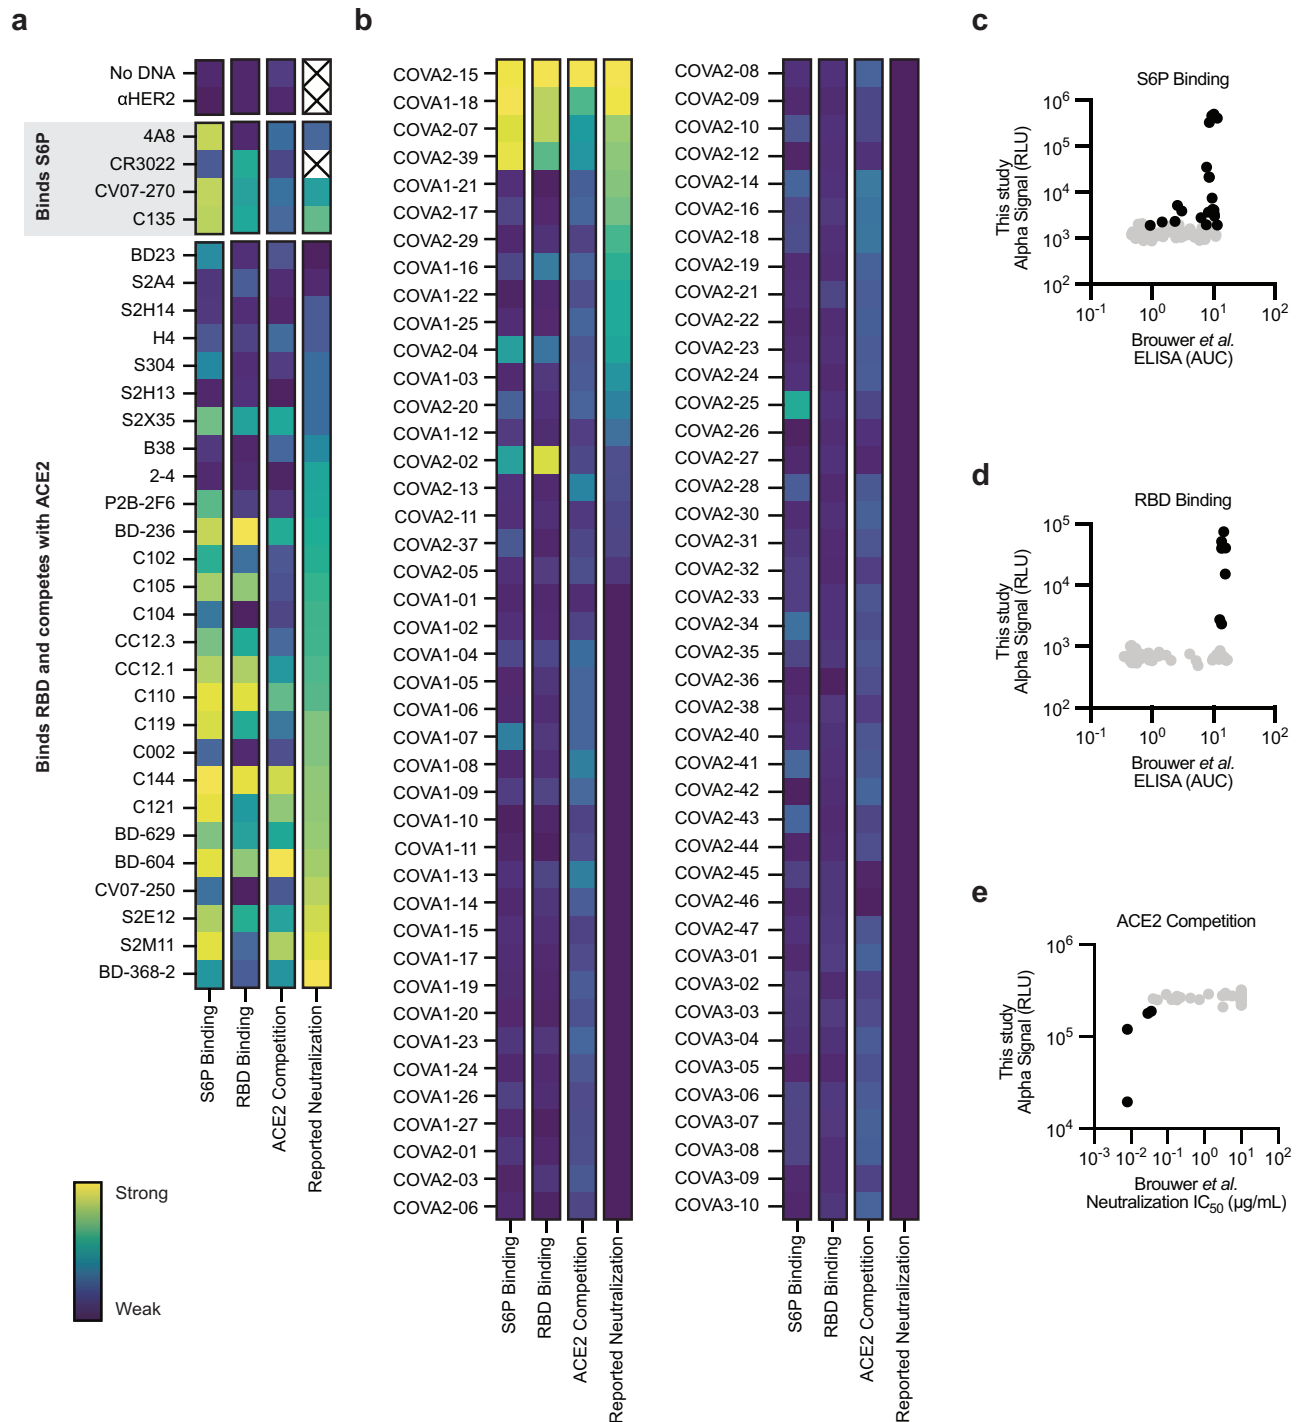 a
No DNA
αHER2
Binds S6P
4A8
CR3022
CV07-270
C135
Binds RBD and competes with ACE2
BD23
S2A4
S2H14
H4
S304
S2H13
S2X35
B38
2-4
P2B-2F6
BD-236
C102
C105
C104
CC12.3
CC12.1
C110
C119
C002
C144
C121
BD-629
BD-604
CV07-250
S2E12
S2M11
BD-368-2
S6P Binding
RBD Binding
ACE2 Competition
Reported Neutralization
Strong
Weak
b
COVA2-15
COVA1-18
COVA2-07
COVA2-39
COVA1-21
COVA2-17
COVA2-29
COVA1-16
COVA1-22
COVA1-25
COVA2-04
COVA1-03
COVA2-20
COVA1-12
COVA2-02
COVA2-13
COVA2-11
COVA2-37
COVA2-05
COVA1-01
COVA1-02
COVA1-04
COVA1-05
COVA1-06
COVA1-07
COVA1-08
COVA1-09
COVA1-10
COVA1-11
COVA1-13
COVA1-14
COVA1-15
COVA1-17
COVA1-19
COVA1-20
COVA1-23
COVA1-24
COVA1-26
COVA1-27
COVA2-01
COVA2-03
COVA2-06
S6P Binding
RBD Binding
ACE2 Competition
Reported Neutralization
COVA2-08
COVA2-09
COVA2-10
COVA2-12
COVA2-14
COVA2-16
COVA2-18
COVA2-19
COVA2-21
COVA2-22
COVA2-23
COVA2-24
COVA2-25
COVA2-26
COVA2-27
COVA2-28
COVA2-30
COVA2-31
COVA2-32
COVA2-33
COVA2-34
COVA2-35
COVA2-36
COVA2-38
COVA2-40
COVA2-41
COVA2-42
COVA2-43
COVA2-44
COVA2-45
COVA2-46
COVA2-47
COVA3-01
COVA3-02
COVA3-03
COVA3-04
COVA3-05
COVA3-06
COVA3-07
COVA3-08
COVA3-09
COVA3-10
S6P Binding
RBD Binding
ACE2 Competition
Reported Neutralization
c
S6P Binding
This study
Alpha Signal (RLU)
10⁶
10⁵
10⁴
10³
10²
10⁻¹ 10⁰ 10¹ 10²
Brouwer et al.
ELISA (AUC)
d
RBD Binding
This study
Alpha Signal (RLU)
10⁵
10⁴
10³
10²
10⁻¹ 10⁰ 10¹ 10²
Brouwer et al.
ELISA (AUC)
e
ACE2 Competition
This study
Alpha Signal (RLU)
10⁶
10⁵
10⁴
10⁻³ 10⁻² 10⁻¹ 10⁰ 10¹ 10²
Brouwer et al.
Neutralization IC₅₀ (µg/mL)